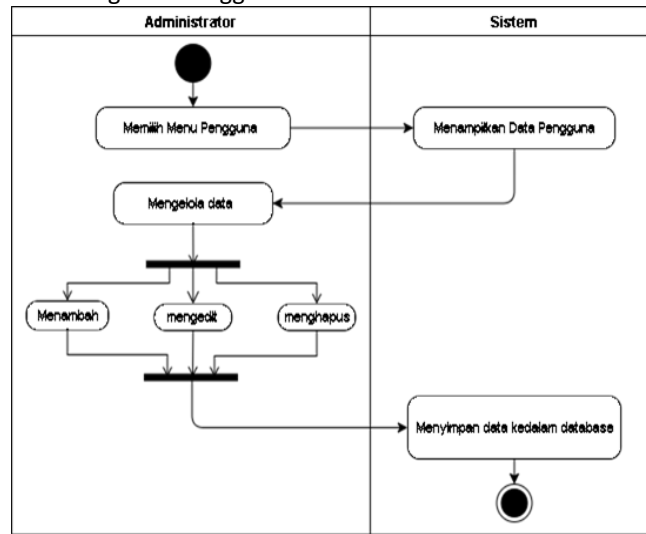 Administrator
Sistem
Memilih Menu Pengguna
Menampilkan Data Pengguna
Mengelola data
Menambah
mengedit
menghapus
Menyimpan data kedalam database